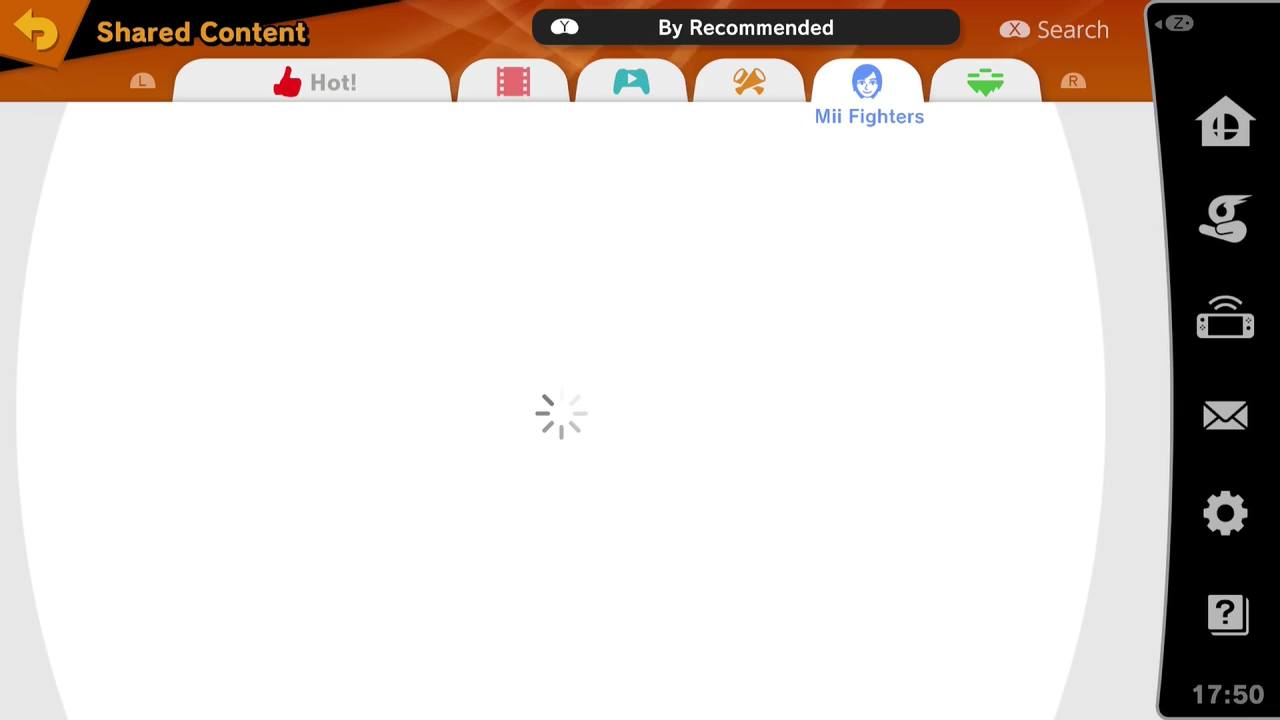 Shared Content
Y By Recommended
X Search
Z
L
Hot!
R
Mii Fighters
?
17:50